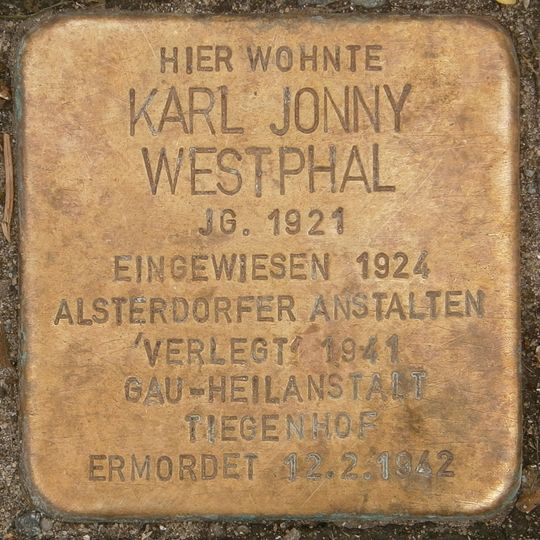 HIER WOHNTE
KARL JONNY
WESTPHAL
JG. 1921
EINGEWIESEN 1924
ALSTERDORFER ANSTALTEN
'VERLEGT' 1941
GAU-HEILANSTALT
TIEGENHOF
ERMORDET 12.2.1942